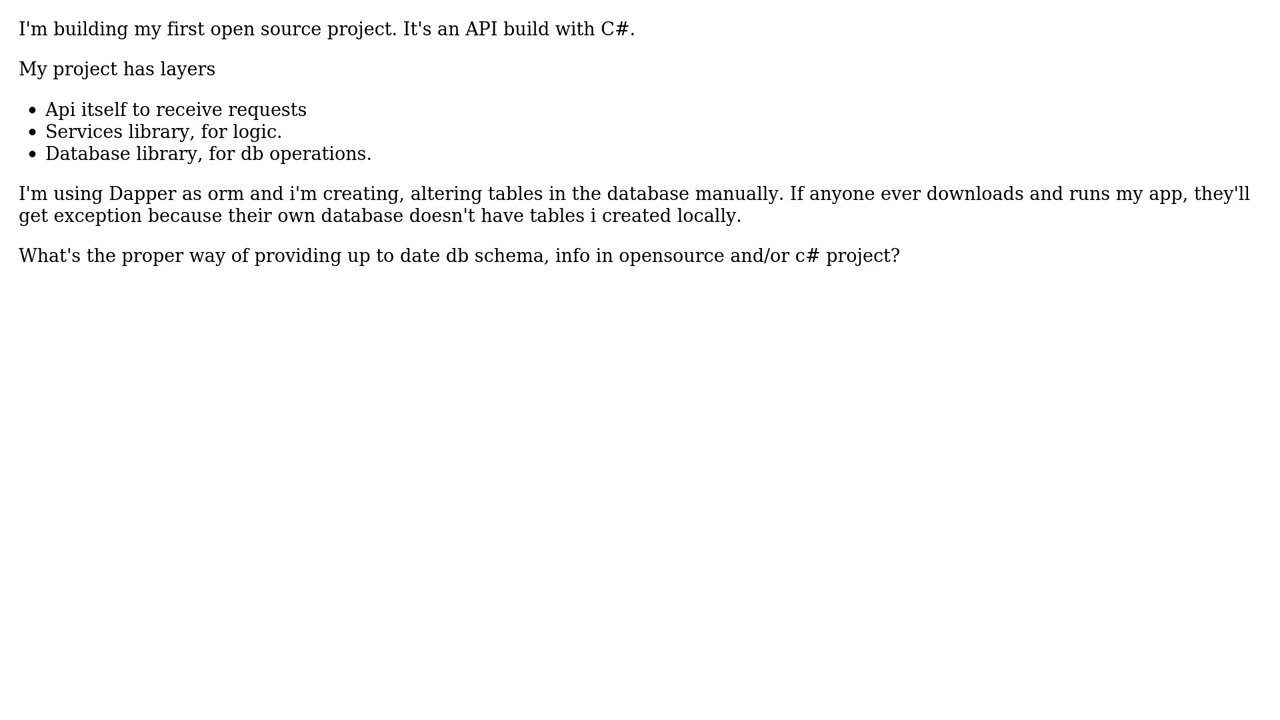 I'm building my first open source project. It's an API build with C#.
My project has layers
• Api itself to receive requests
• Services library, for logic.
• Database library, for db operations.
I'm using Dapper as orm and i'm creating, altering tables in the database manually. If anyone ever downloads and runs my app, they'll
get exception because their own database doesn't have tables i created locally.
What's the proper way of providing up to date db schema, info in opensource and/or c# project?